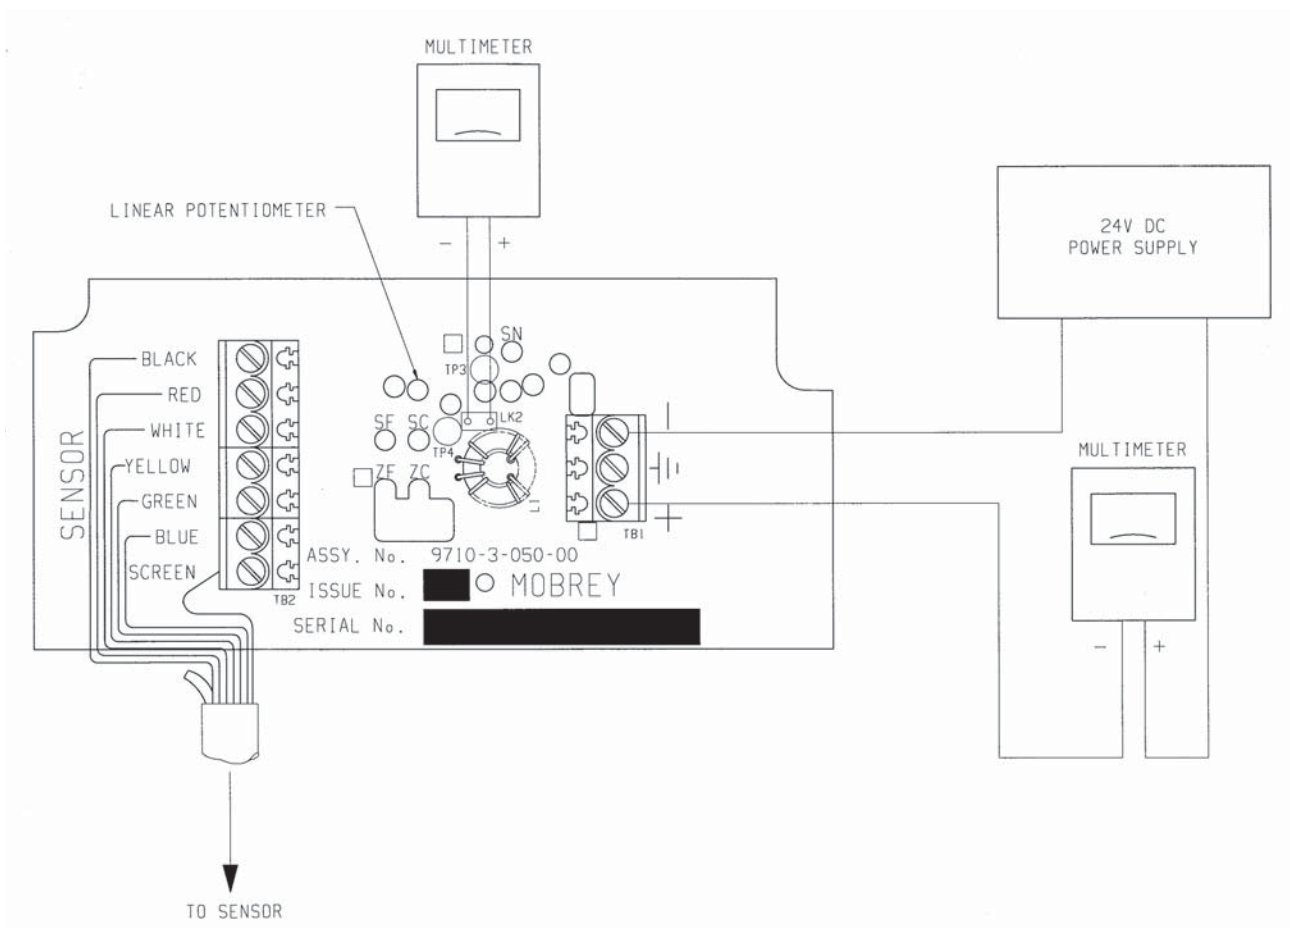 MULTIMETER
LINEAR POTENTIOMETER
- +
24V DC
POWER SUPPLY
SN
BLACK
TP3
RED
LK2
SF SC
WHITE
TP4
MULTIMETER
YELLOW
ZF ZC
SENSOR
GREEN
L1
+
TB1
BLUE
ASSY. No. 9710-3-050-00
SCREEN
TB2
ISSUE No. MOBREY
SERIAL No.
- +
TO SENSOR